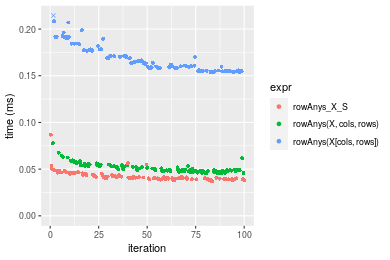 0.20
0.15
0.10
0.05
0.00
time (ms)
0
25
50
75
100
iteration
expr
rowAnys_X_S
rowAnys(X, cols, rows)
rowAnys(X[cols, rows])